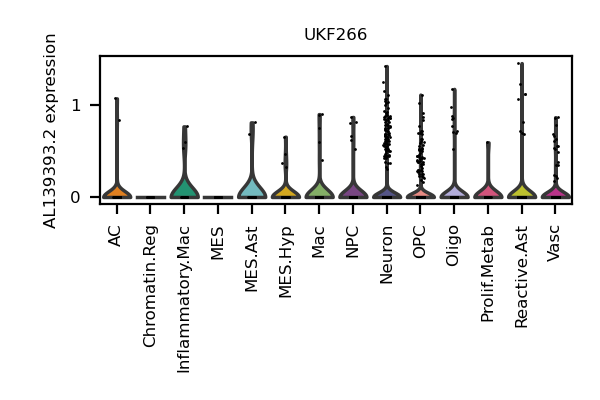 UKF266
AL139393.2 expression
1
0
AC
Chromatin.Reg
Inflammatory.Mac
MES
MES.Ast
MES.Hyp
Mac
NPC
Neuron
OPC
Oligo
Prolif.Metab
Reactive.Ast
Vasc